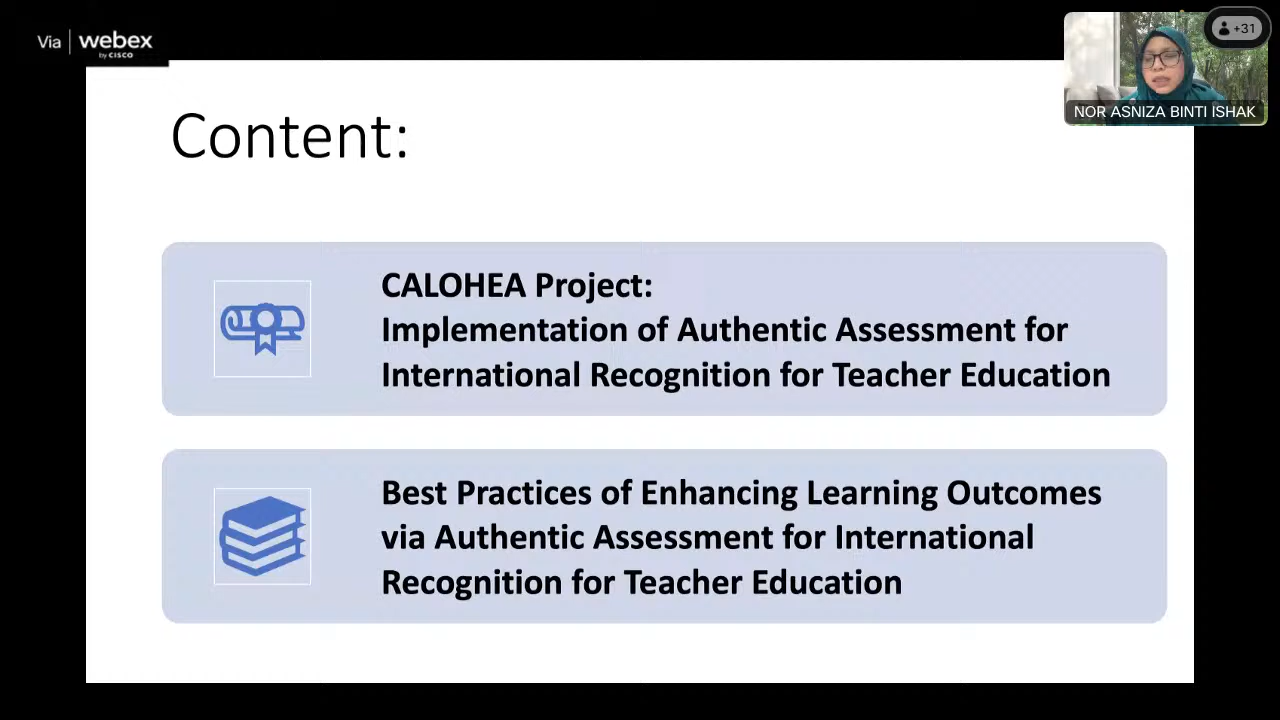 Via webex
by CISCO
+31
NOR ASNIZA BINTI ISHAK
Content:
CALOHEA Project:
Implementation of Authentic Assessment for
International Recognition for Teacher Education
Best Practices of Enhancing Learning Outcomes
via Authentic Assessment for International
Recognition for Teacher Education